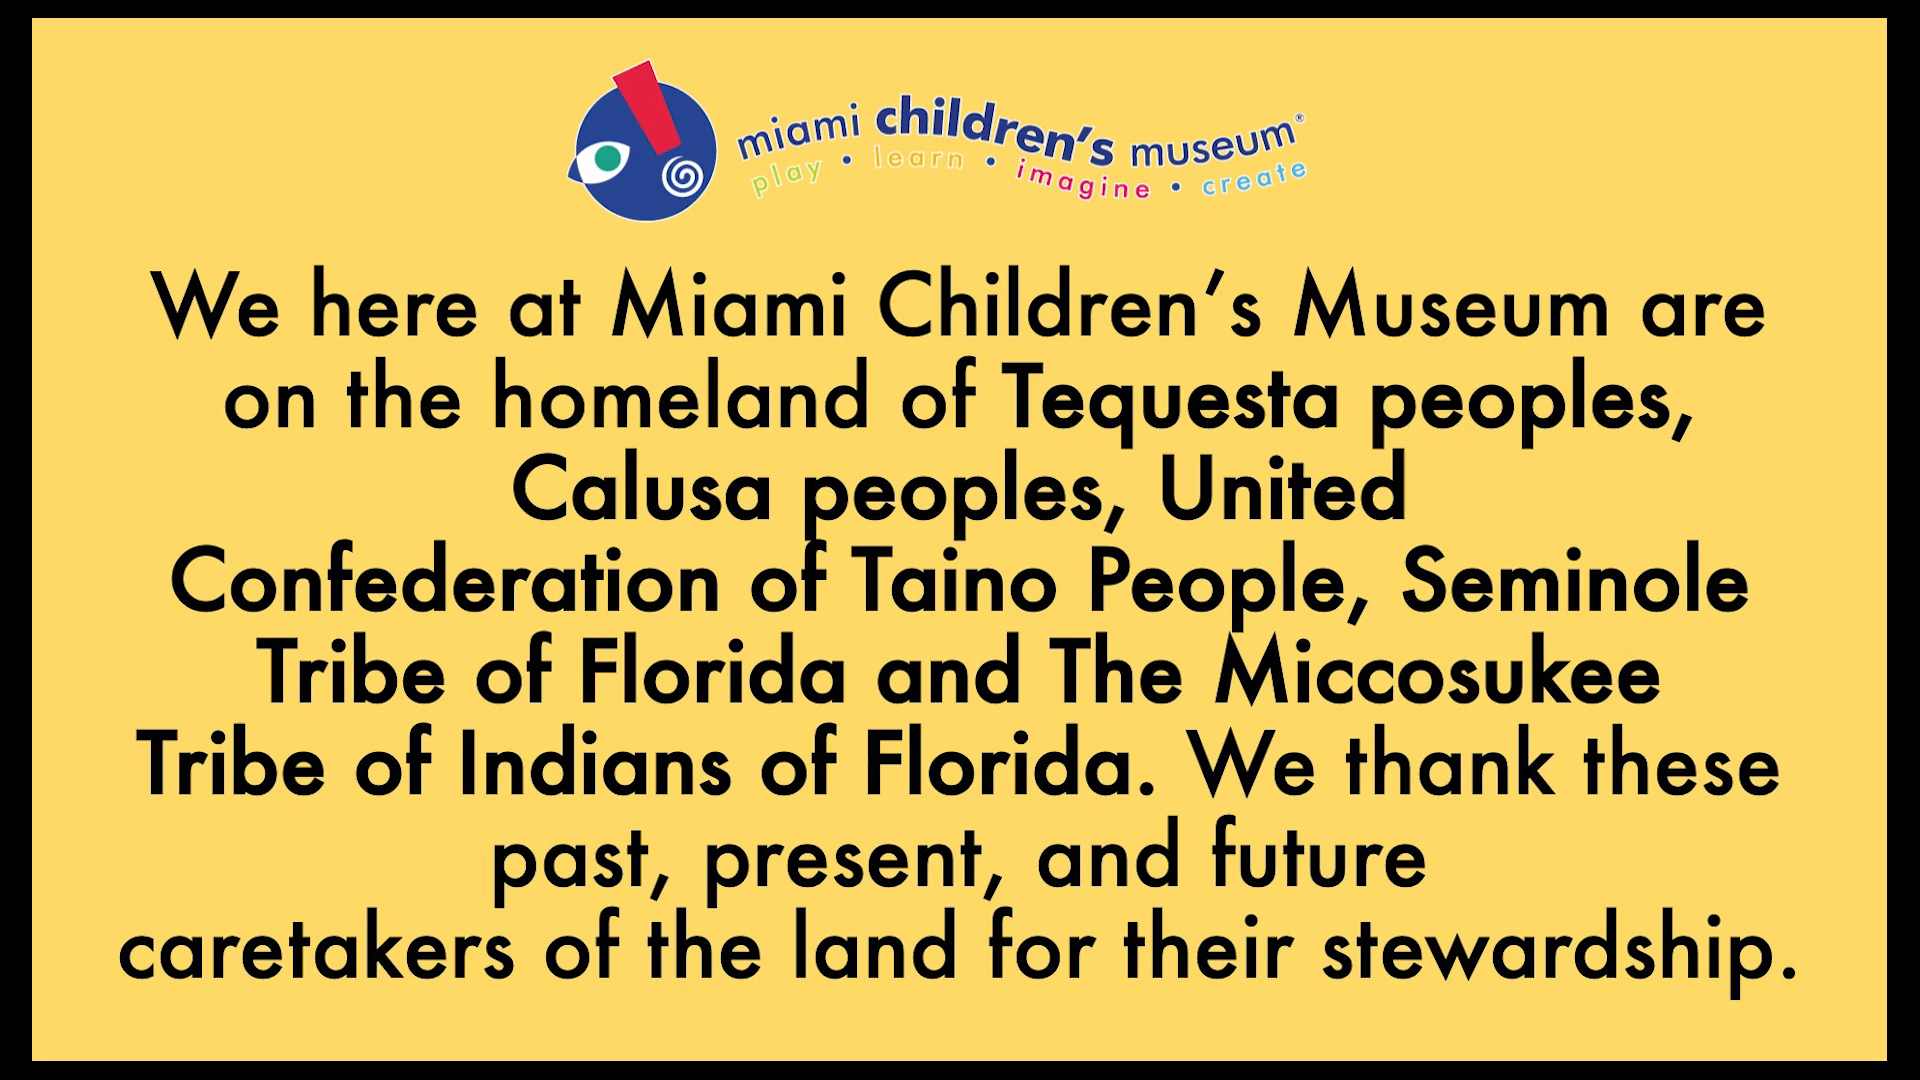 miami children's museum®
play • learn • imagine • create
We here at Miami Children’s Museum are
on the homeland of Tequesta peoples,
Calusa peoples, United
Confederation of Taino People, Seminole
Tribe of Florida and The Miccosukee
Tribe of Indians of Florida. We thank these
past, present, and future
caretakers of the land for their stewardship.